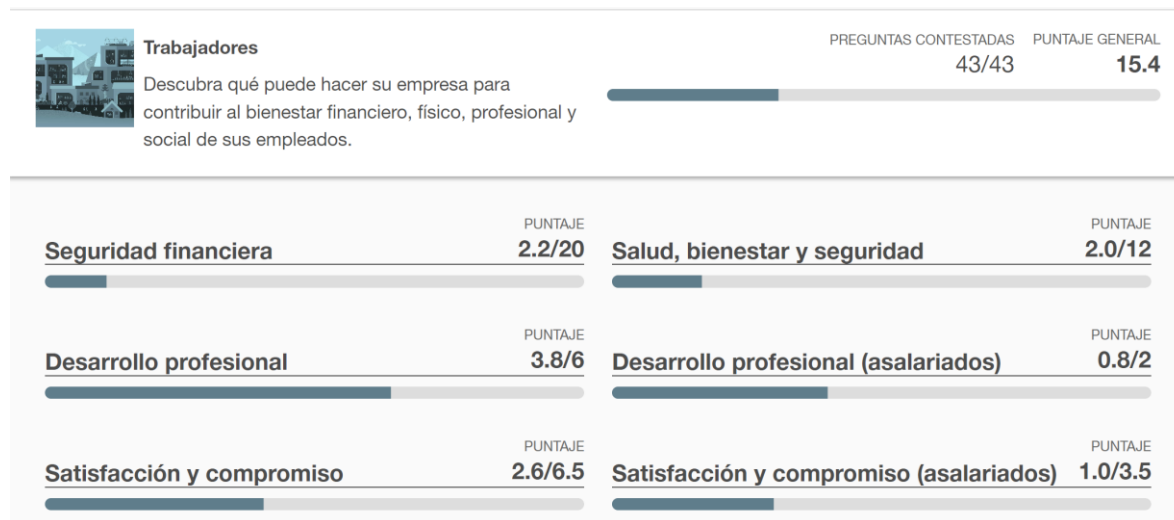 Trabajadores
Descubra qué puede hacer su empresa para
contribuir al bienestar financiero, físico, profesional y
social de sus empleados.
PREGUNTAS CONTESTADAS
43/43
PUNTAJE GENERAL
15.4
PUNTAJE
Seguridad financiera 2.2/20
PUNTAJE
Salud, bienestar y seguridad 2.0/12
PUNTAJE
Desarrollo profesional 3.8/6
PUNTAJE
Desarrollo profesional (asalariados) 0.8/2
PUNTAJE
Satisfacción y compromiso 2.6/6.5
PUNTAJE
Satisfacción y compromiso (asalariados) 1.0/3.5